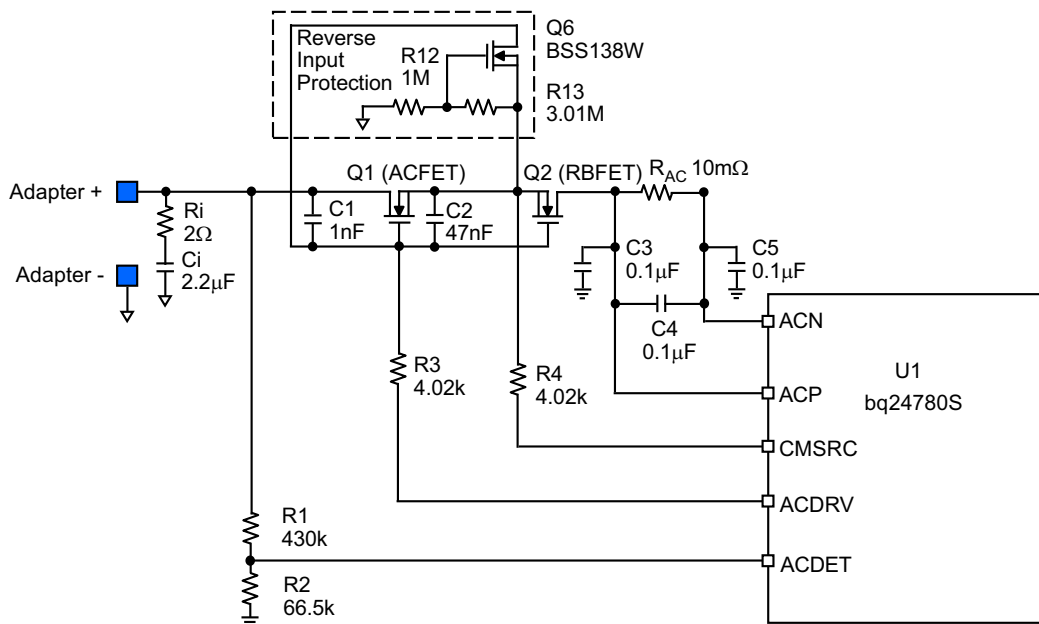 Reverse
Input
Protection
R12
1M
Q6
BSS138W
R13
3.01M
Adapter +
Ri
2Ω
Ci
2.2µF
Adapter -
C1
1nF
Q1 (ACFET)
C2
47nF
Q2 (RBFET)
RAC 10mΩ
C3
0.1µF
C5
0.1µF
C4
0.1µF
R3
4.02k
R4
4.02k
ACN
U1
bq24780S
ACP
CMSRC
ACDRV
R1
430k
ACDET
R2
66.5k